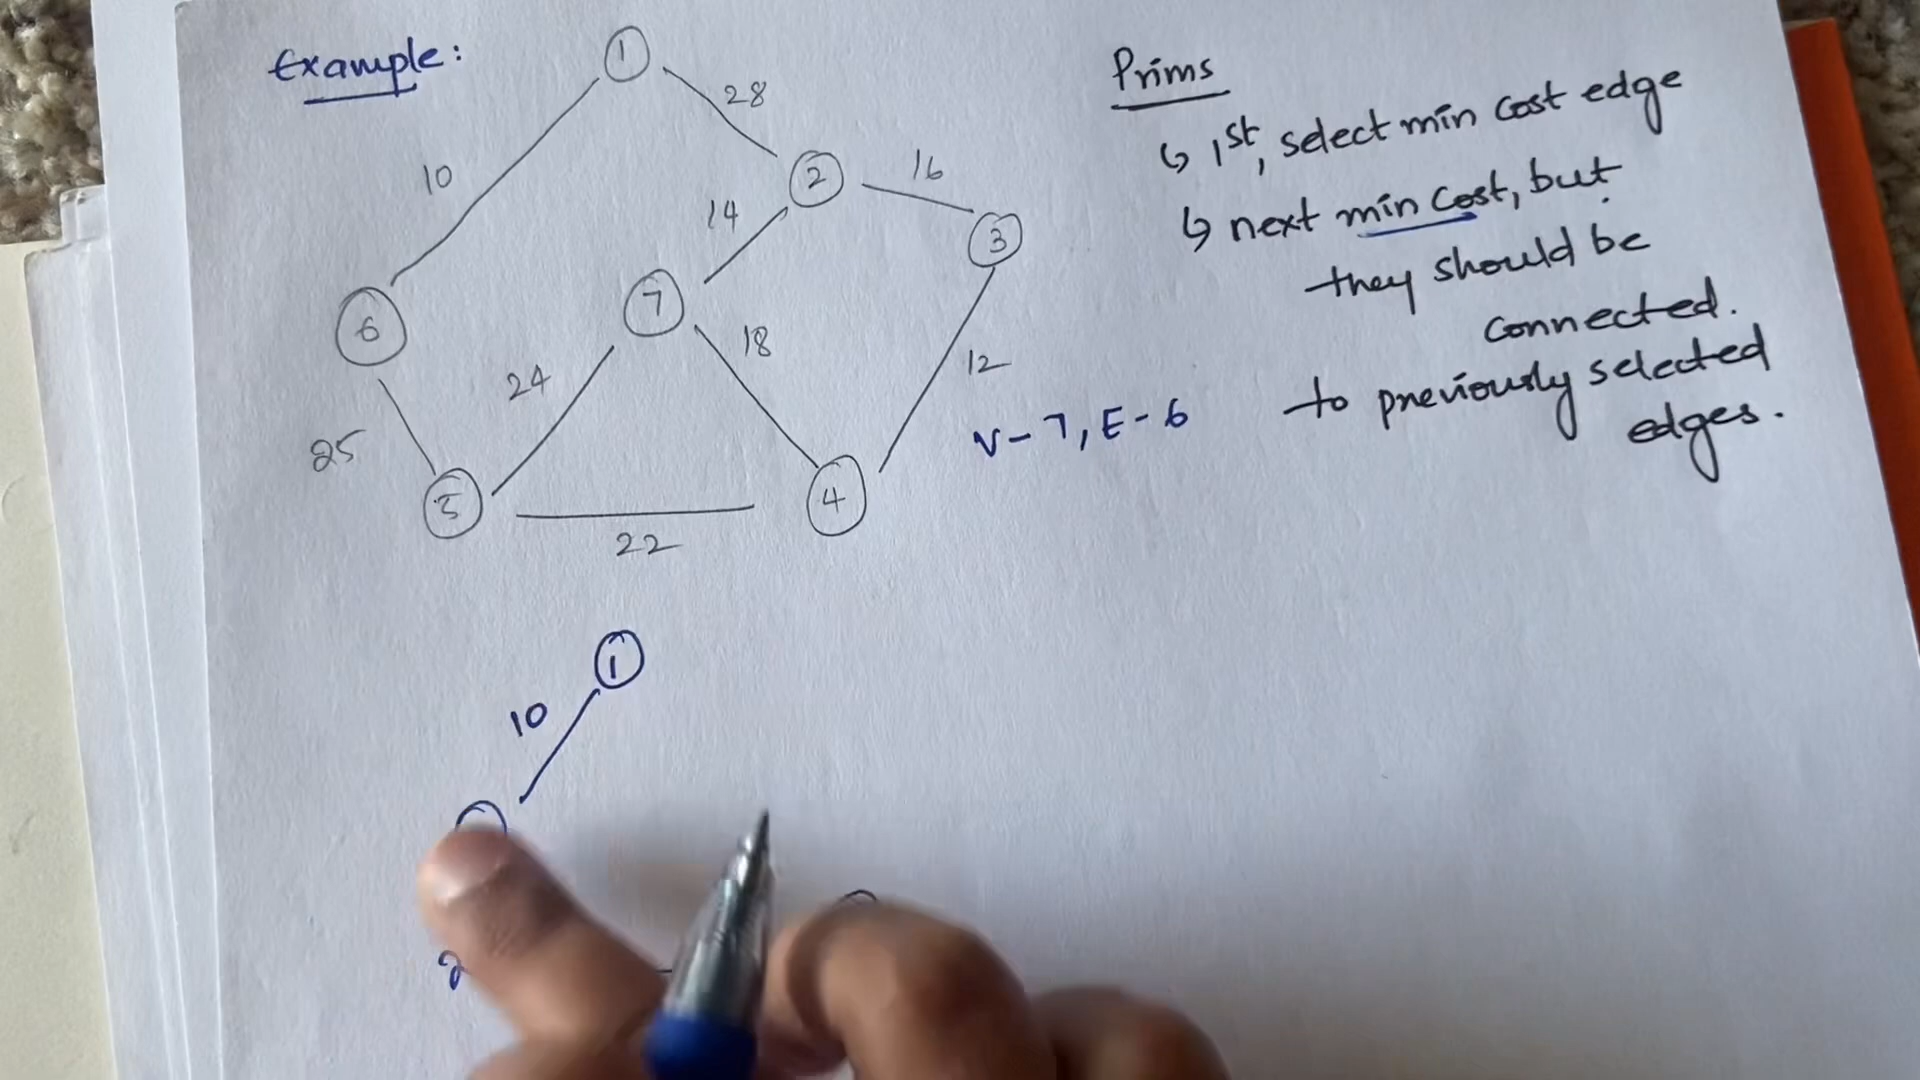 Example:
1
28
2
16
3
10
14
7
6
18
24
12
25
5
4
22
V-7, E-6
Prims
↳ 1st, select min cost edge
↳ next min cost, but
they should be
connected.
to previously selected
edges.
1
10
2